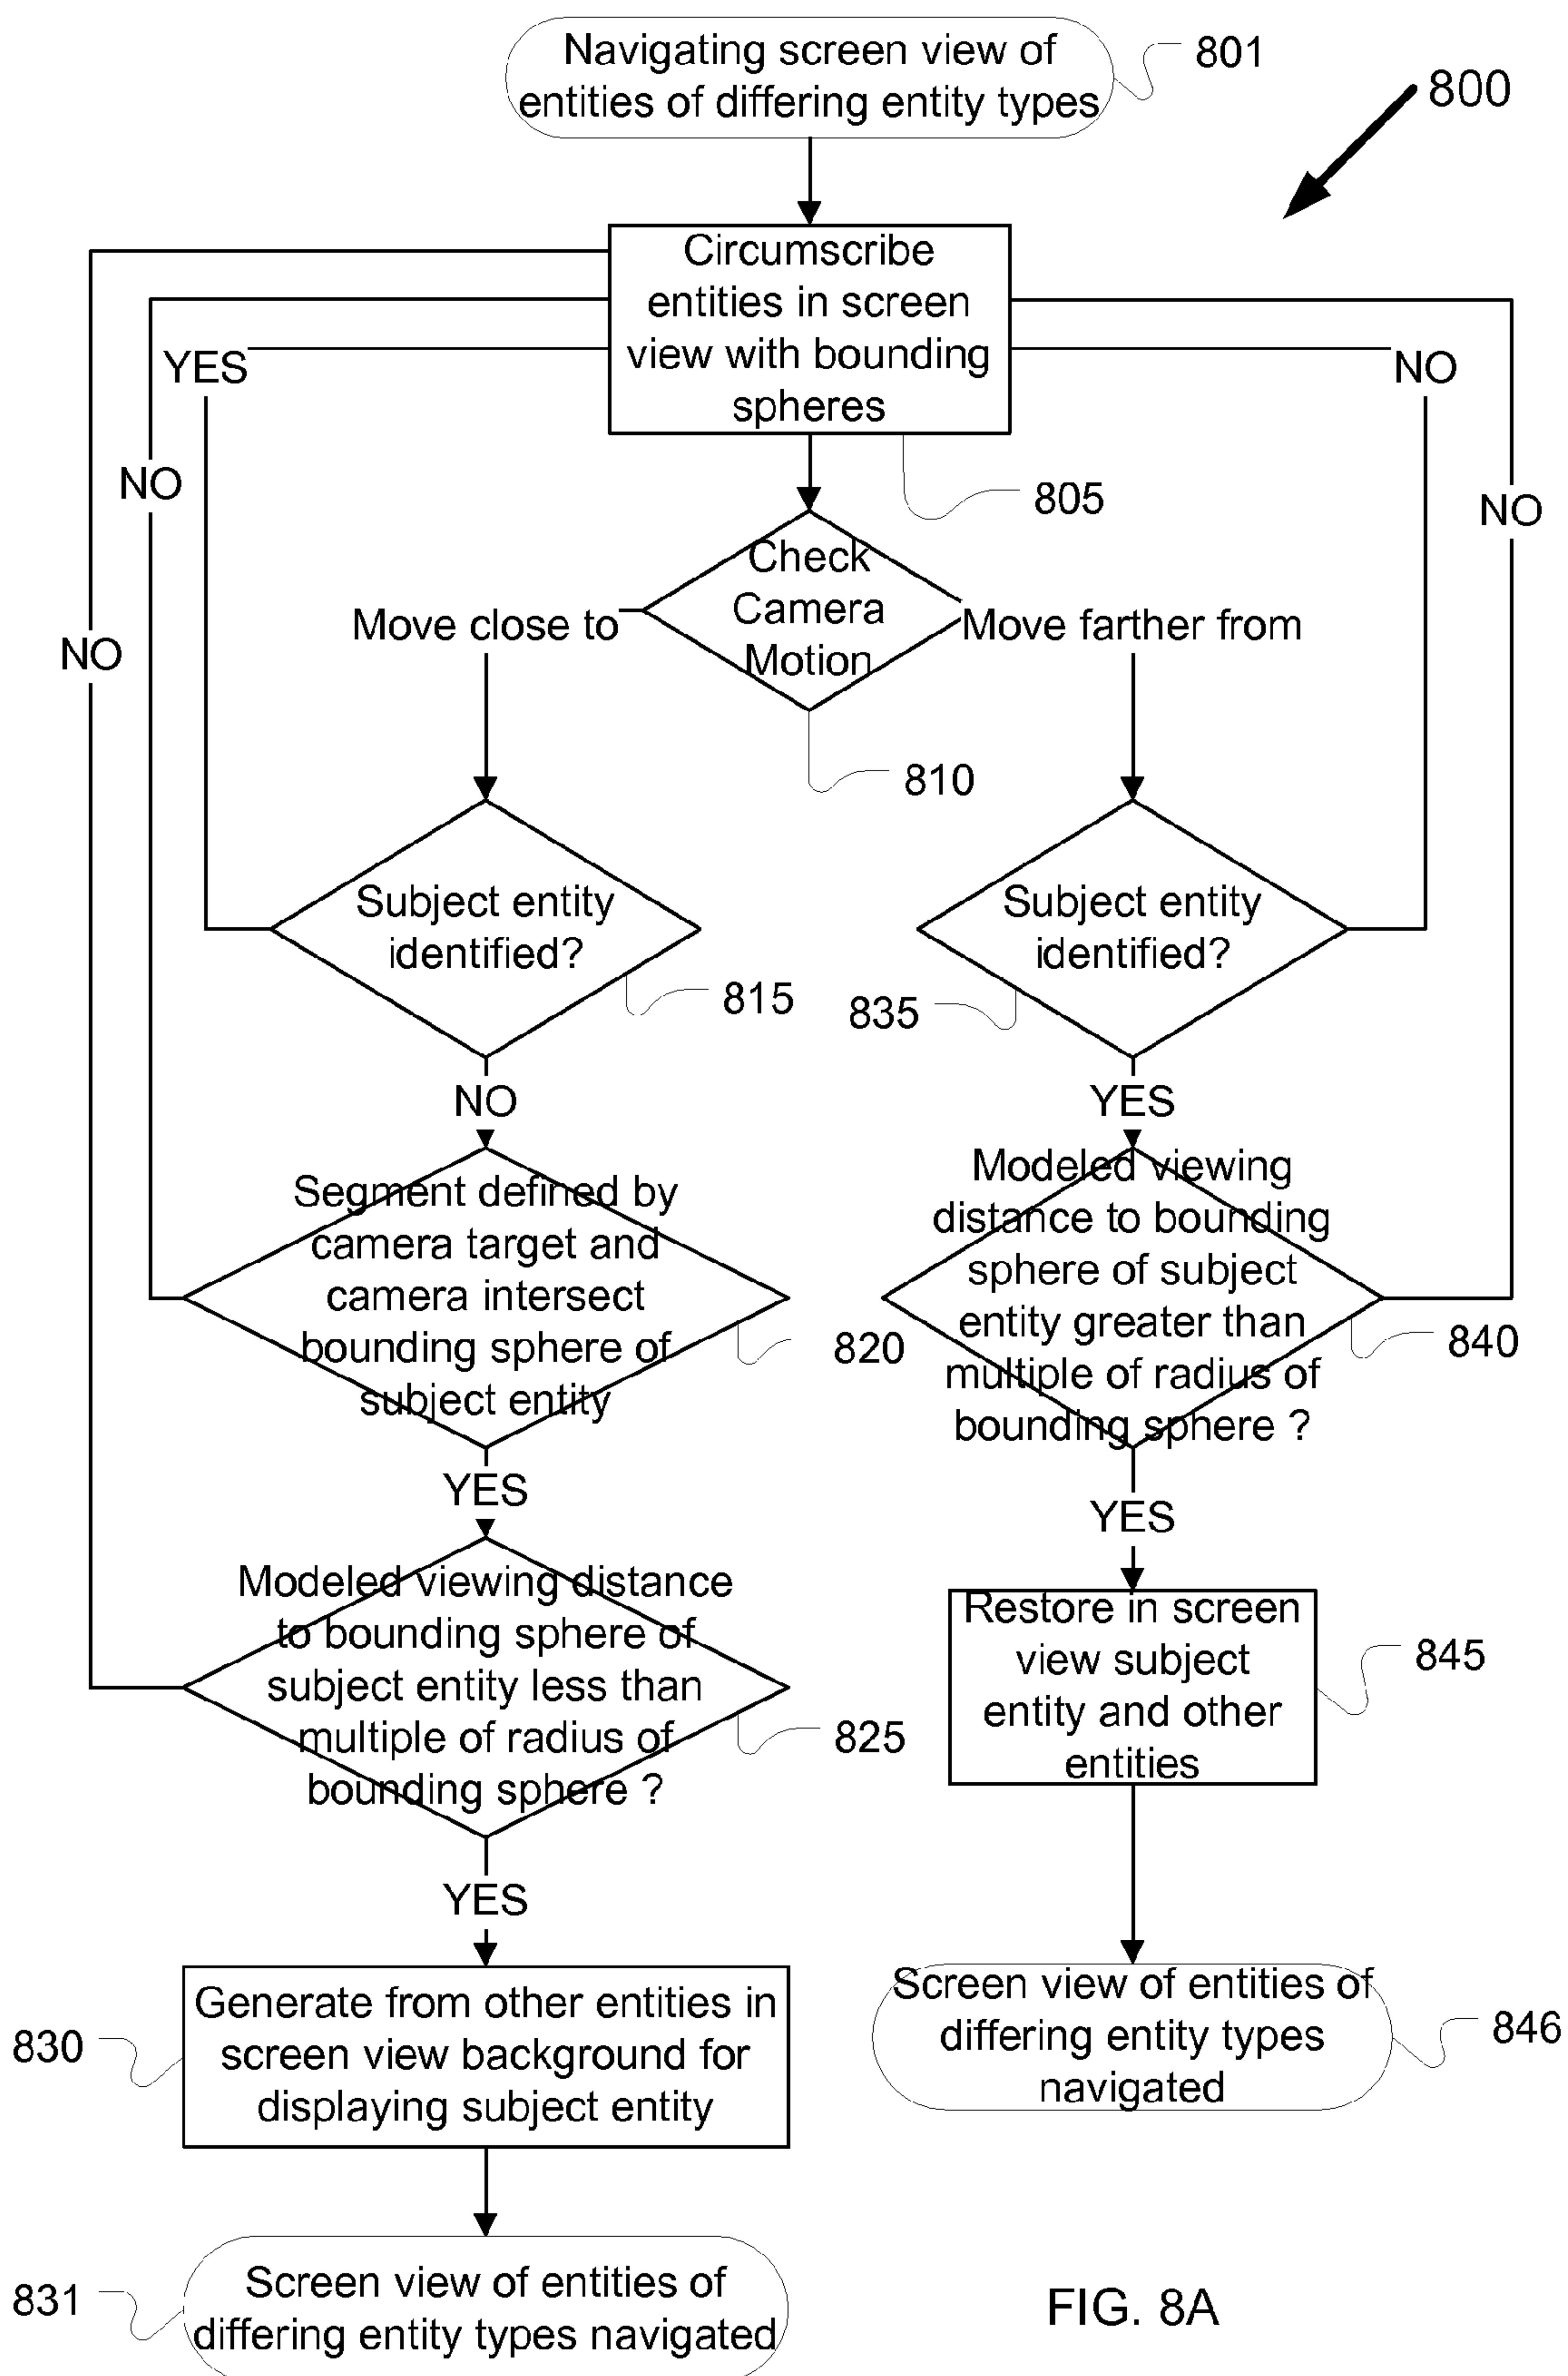 Navigating screen view of
entities of differing entity types
801
800
Circumscribe
entities in screen
view with bounding
spheres
YES
NO
NO
NO
NO
805
Check
Camera
Motion
Move close to
Move farther from
810
Subject entity
identified?
815
Subject entity
identified?
835
NO
YES
Segment defined by
camera target and
camera intersect
bounding sphere of
subject entity
820
Modeled viewing
distance to bounding
sphere of subject
entity greater than
multiple of radius of
bounding sphere ?
840
YES
YES
Modeled viewing distance
to bounding sphere of
subject entity less than
multiple of radius of
bounding sphere ?
825
Restore in screen
view subject
entity and other
entities
845
YES
Generate from other entities in
screen view background for
displaying subject entity
830
Screen view of entities of
differing entity types
navigated
846
Screen view of entities of
differing entity types navigated
831
FIG. 8A